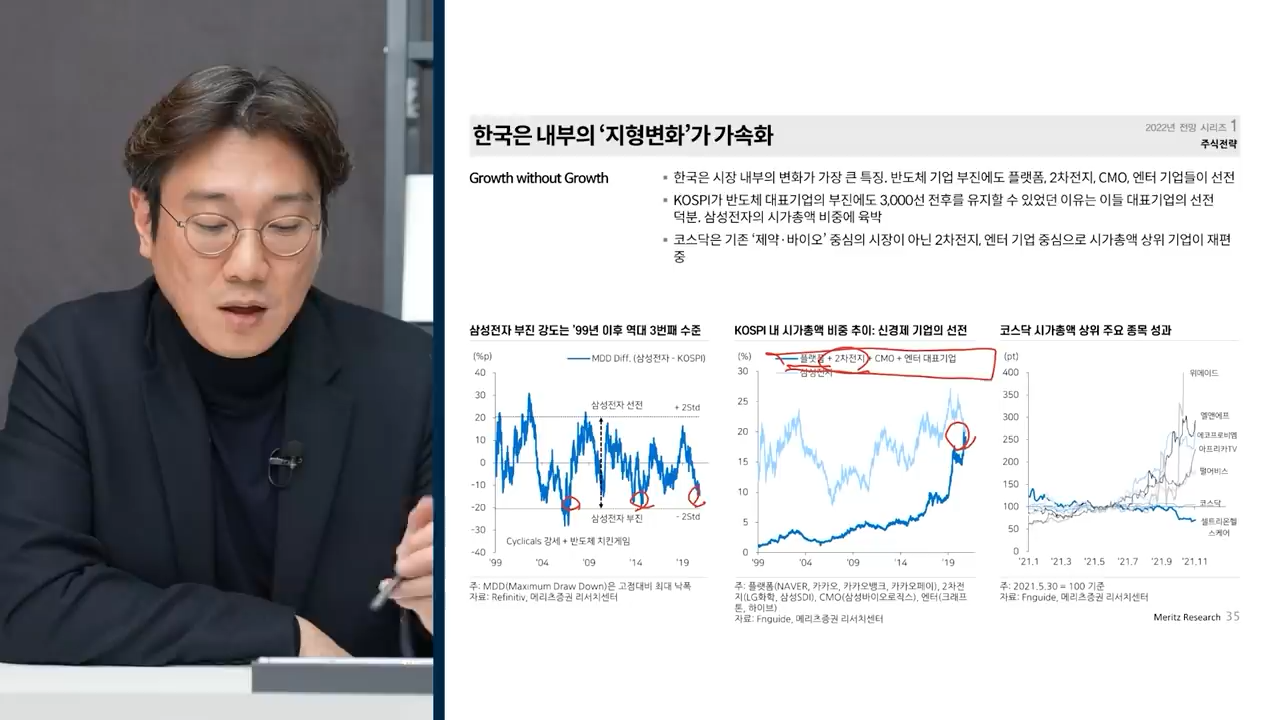 한국은 내부의 ‘지형변화’가 가속화
2022년 전망 시리즈 1
주식전략
Growth without Growth
▪ 한국은 시장 내부의 변화가 가장 큰 특징. 반도체 기업 부진에도 플랫폼, 2차전지, CMO, 엔터 기업들이 선전
▪ KOSPI가 반도체 대표기업의 부진에도 3,000선 전후를 유지할 수 있었던 이유는 이들 대표기업의 선전
덕분. 삼성전자의 시가총액 비중에 육박
▪ 코스닥은 기존 ‘제약·바이오’ 중심의 시장이 아닌 2차전지, 엔터 기업 중심으로 시가총액 상위 기업이 재편
중
삼성전자 부진 강도는 ’99년 이후 역대 3번째 수준
(%p)
MDD Diff. (삼성전자 - KOSPI)
40
30
20
10
0
-10
-20
-30
-40
삼성전자 선전
+ 2Std
삼성전자 부진
- 2Std
Cyclicals 강세 + 반도체 치킨게임
'99
'04
'09
'14
'19
주: MDD(Maximum Draw Down)은 고점대비 최대 낙폭
자료: Refinitiv, 메리츠증권 리서치센터
KOSPI 내 시가총액 비중 추이: 신경제 기업의 선전
(%)
플랫폼 + 2차전지 + CMO + 엔터 대표기업
삼성전자
30
25
20
15
10
5
0
'99
'04
'09
'14
'19
주: 플랫폼(NAVER, 카카오, 카카오뱅크, 카카오페이), 2차전
지(LG화학, 삼성SDI), CMO(삼성바이오로직스), 엔터(크래프
톤, 하이브)
자료: Fnguide, 메리츠증권 리서치센터
코스닥 시가총액 상위 주요 종목 성과
(pt)
400
350
300
250
200
150
100
50
0
위메이드
엘앤에프
에코프로비엠
아프리카TV
펄어비스
코스닥
셀트리온헬
스케어
'21.1
'21.3
'21.5
'21.7
'21.9
'21.11
주: 2021.5.30 = 100 기준
자료: Fnguide, 메리츠증권 리서치센터
Meritz Research 35